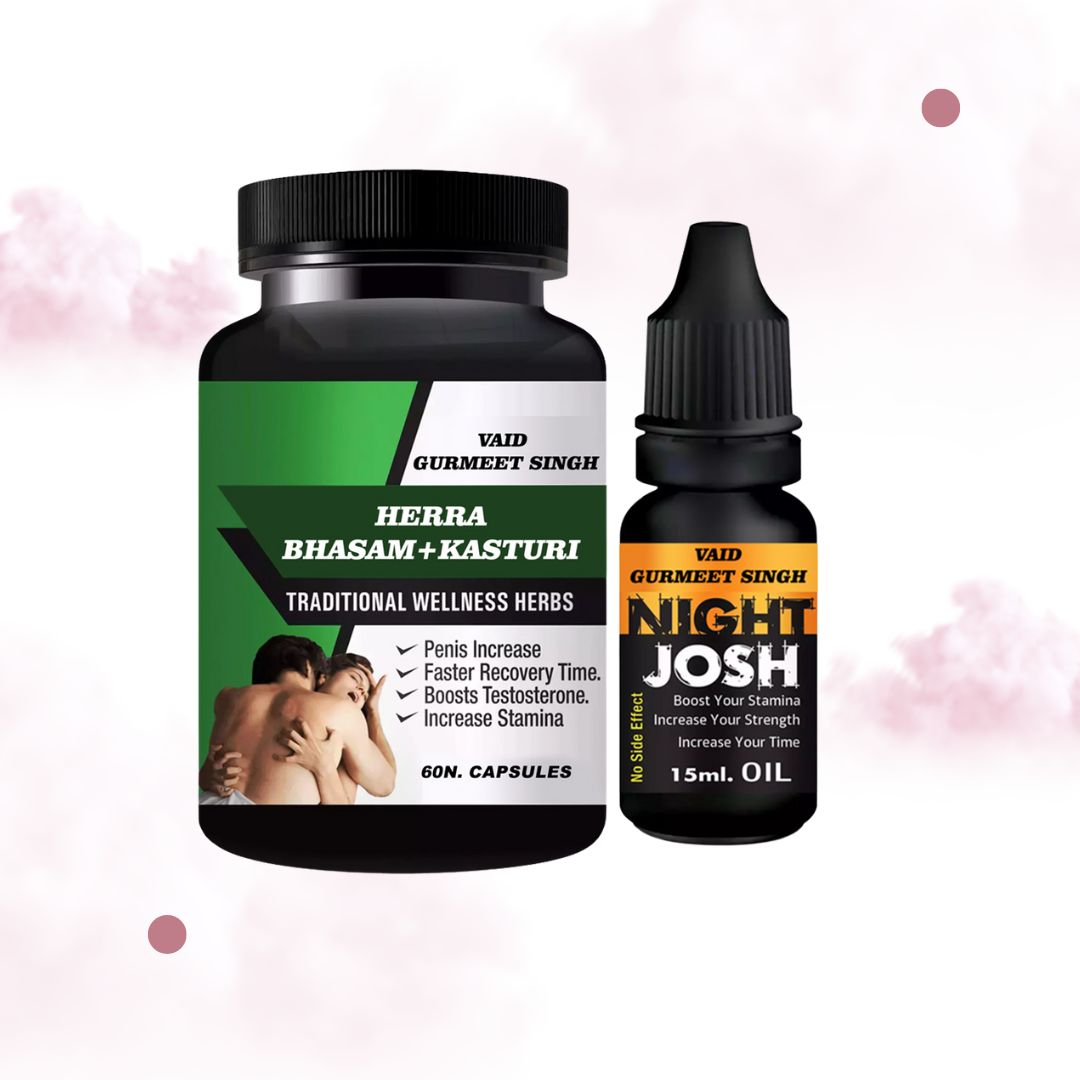 VAID
GURMEET SINGH
HERRA
BHASAM+KASTURI
TRADITIONAL WELLNESS HERBS
Penis Increase
Faster Recovery Time.
Boosts Testosterone.
Increase Stamina
60N. CAPSULES
VAID
GURMEET SINGH
NIGHT
JOSH
Boost Your Stamina
Increase Your Strength
Increase Your Time
No Side Effect
15ml. OIL